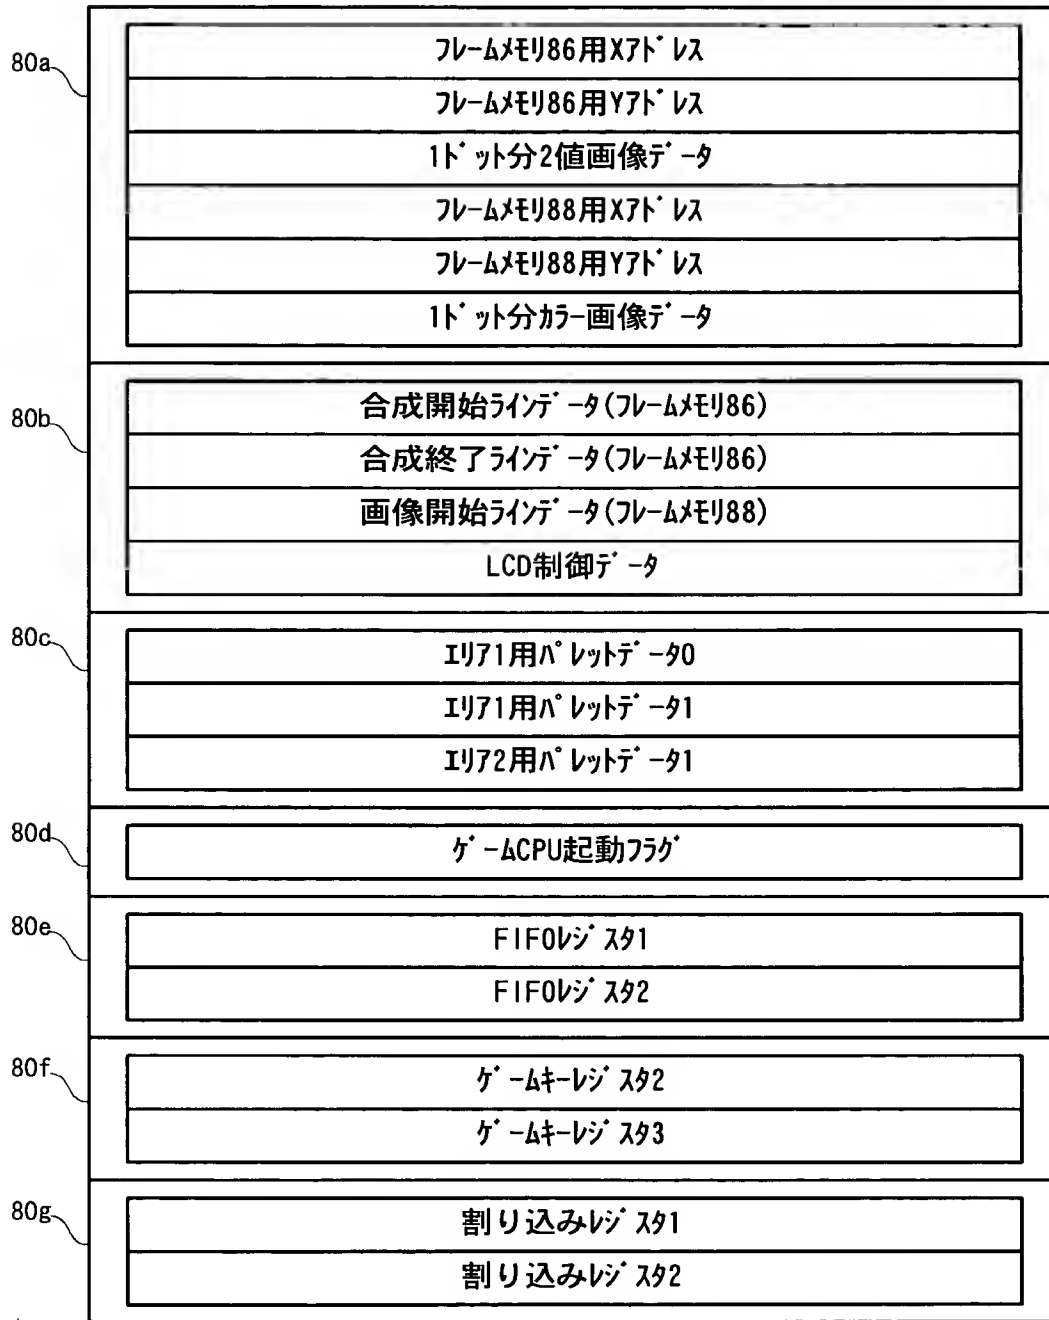 80a
ﾌﾚｰﾑﾒﾓﾘ86用Xｱﾄﾞﾚｽ
ﾌﾚｰﾑﾒﾓﾘ86用Yｱﾄﾞﾚｽ
1ﾄﾞｯﾄ分2値画像ﾃﾞｰﾀ
ﾌﾚｰﾑﾒﾓﾘ88用Xｱﾄﾞﾚｽ
ﾌﾚｰﾑﾒﾓﾘ88用Yｱﾄﾞﾚｽ
1ﾄﾞｯﾄ分ｶﾗｰ画像ﾃﾞｰﾀ
80b
合成開始ﾗｲﾝﾃﾞｰﾀ(ﾌﾚｰﾑﾒﾓﾘ86)
合成終了ﾗｲﾝﾃﾞｰﾀ(ﾌﾚｰﾑﾒﾓﾘ86)
画像開始ﾗｲﾝﾃﾞｰﾀ(ﾌﾚｰﾑﾒﾓﾘ88)
LCD制御ﾃﾞｰﾀ
80c
ｴﾘｱ1用ﾊﾟﾚｯﾄﾃﾞｰﾀ0
ｴﾘｱ1用ﾊﾟﾚｯﾄﾃﾞｰﾀ1
ｴﾘｱ2用ﾊﾟﾚｯﾄﾃﾞｰﾀ1
80d
ｹﾞｰﾑCPU起動ﾌﾗｸﾞ
80e
FIFOﾚｼﾞｽﾀ1
FIFOﾚｼﾞｽﾀ2
80f
ｹﾞｰﾑｷｰﾚｼﾞｽﾀ2
ｹﾞｰﾑｷｰﾚｼﾞｽﾀ3
80g
割り込みﾚｼﾞｽﾀ1
割り込みﾚｼﾞｽﾀ2